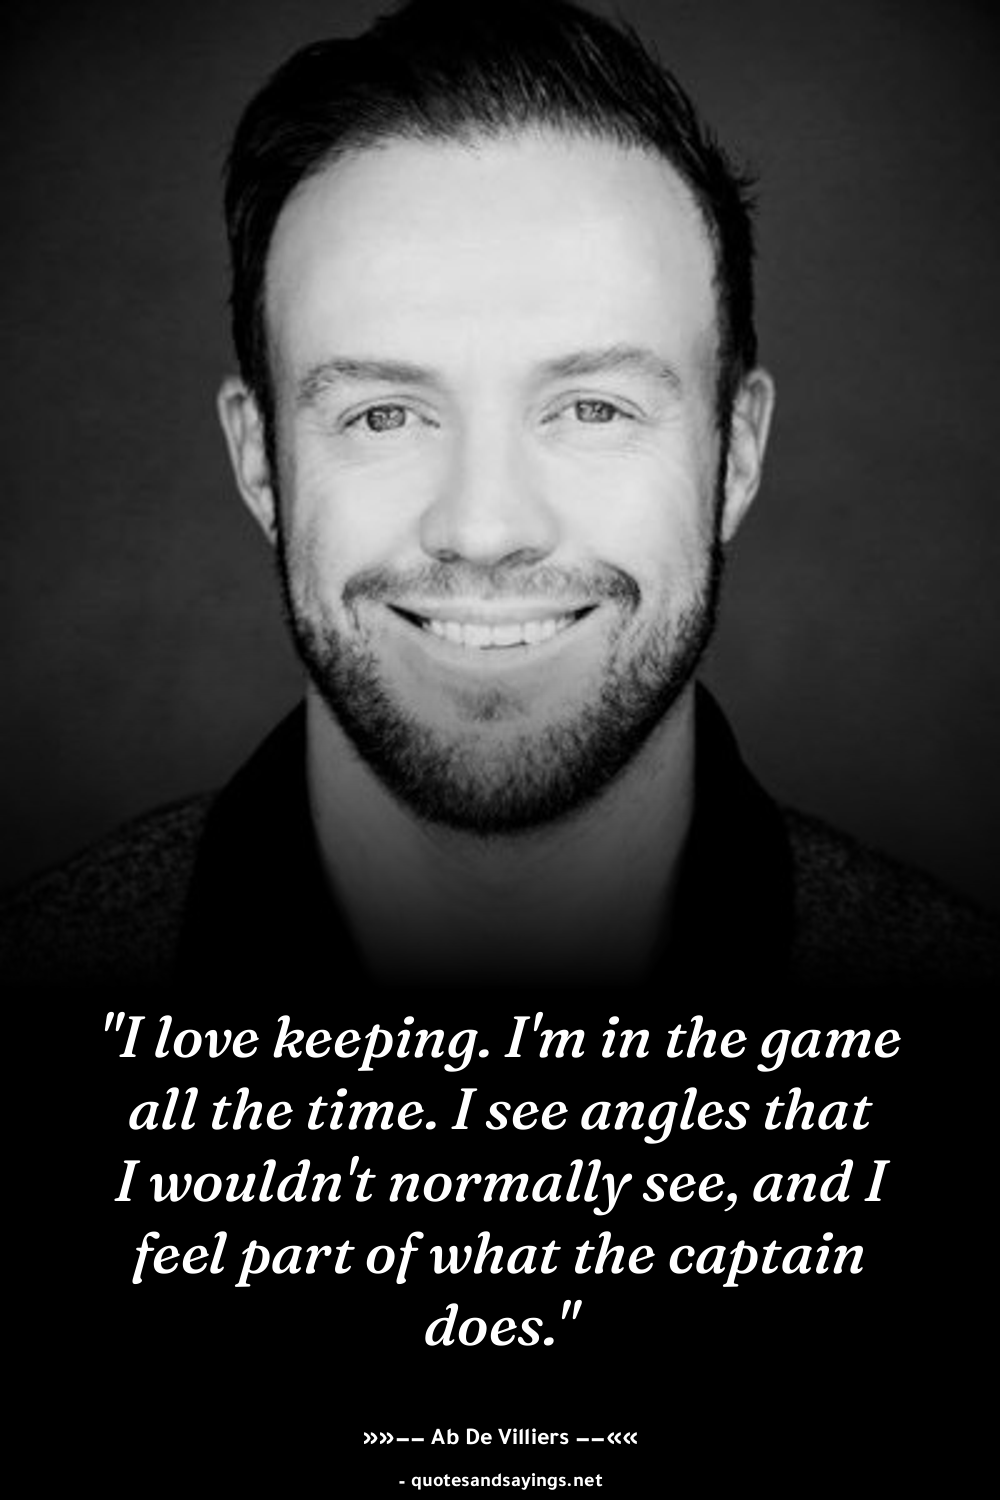 "I love keeping. I'm in the game
all the time. I see angles that
I wouldn't normally see, and I
feel part of what the captain
does."
»»−− Ab De Villiers −−««
- quotesandsayings.net